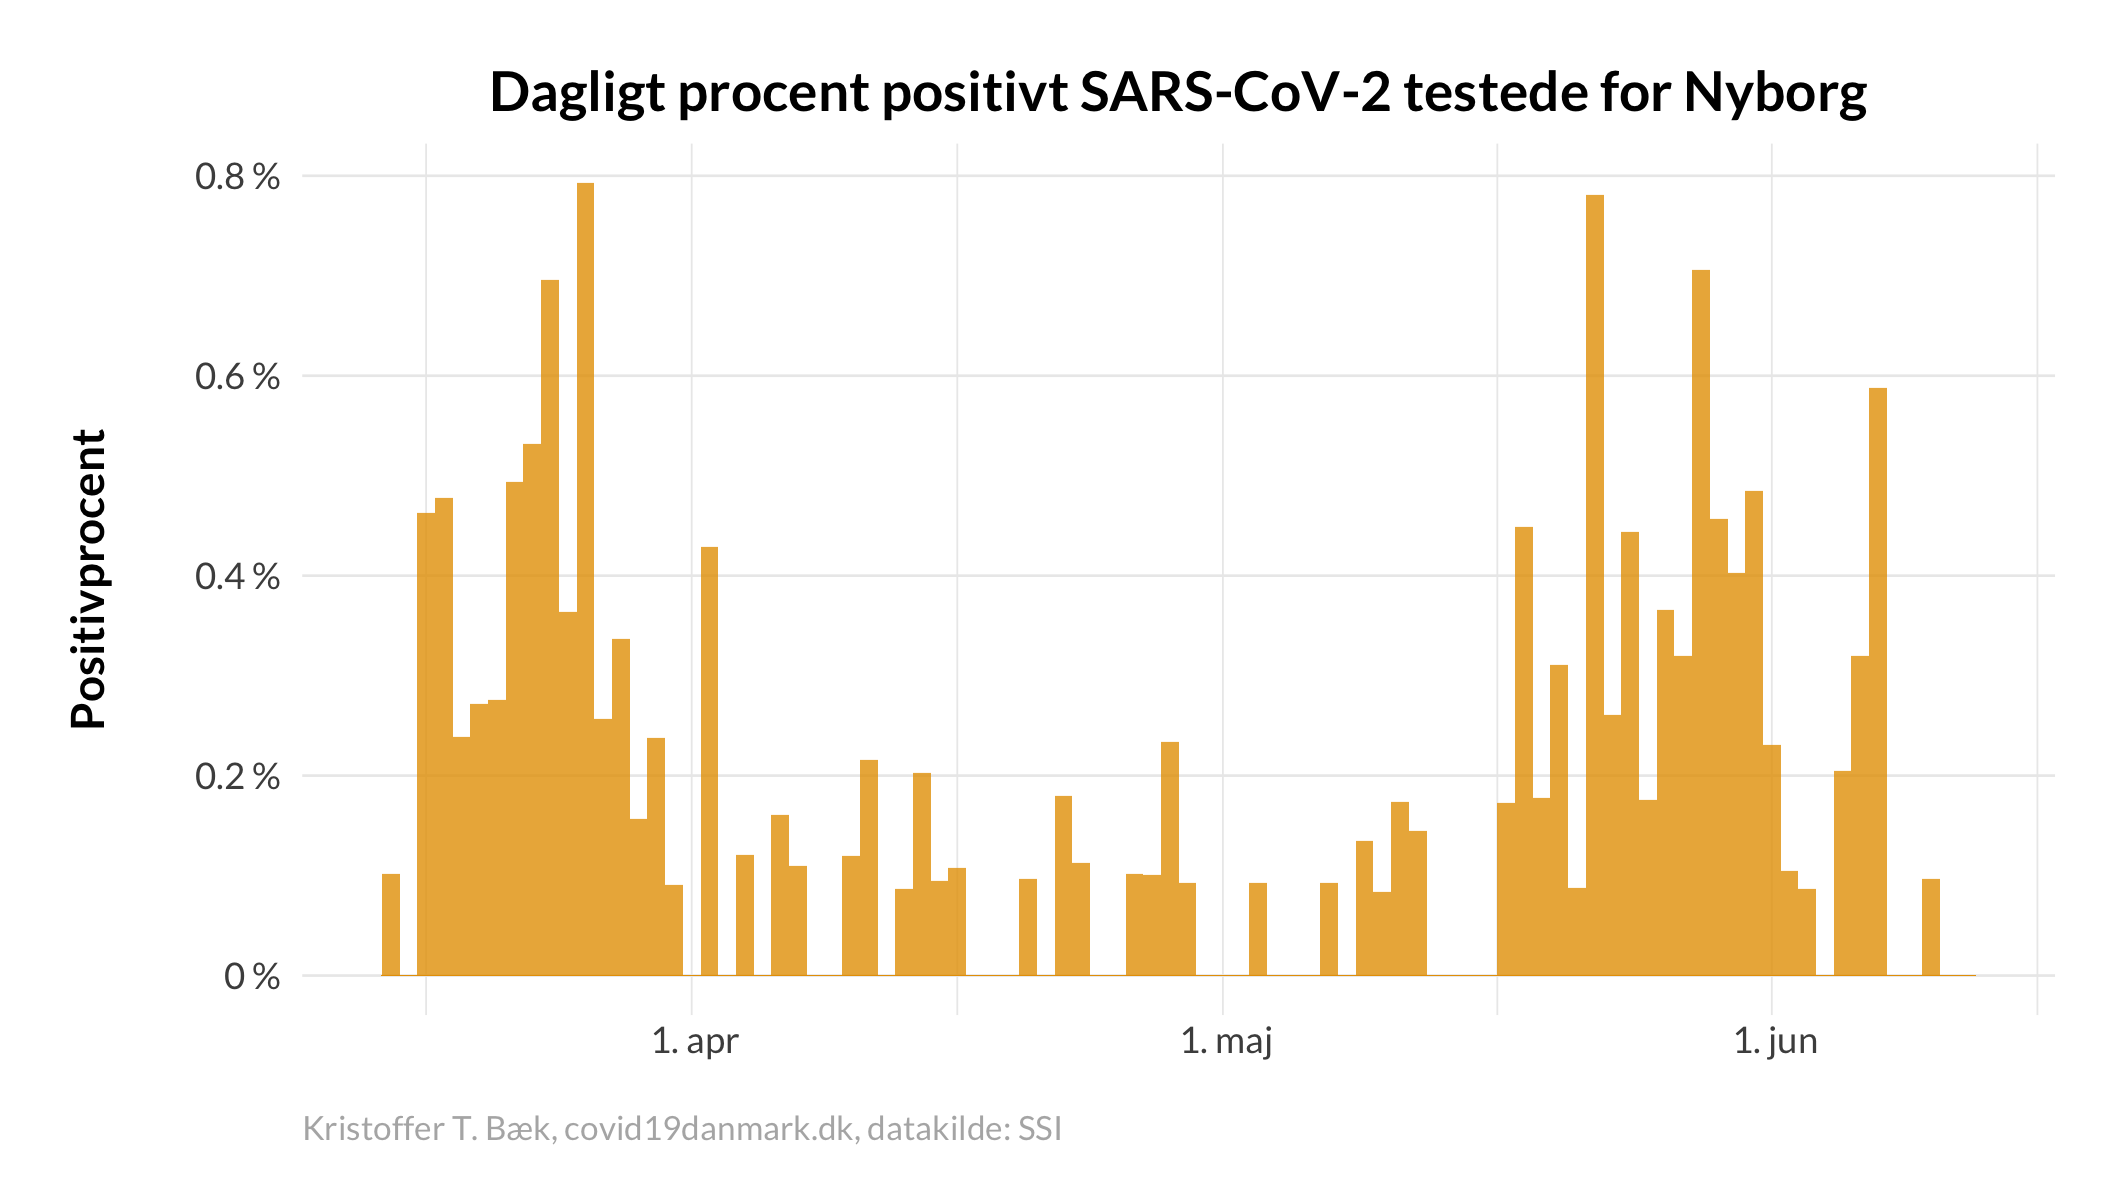 Dagligt procent positivt SARS-CoV-2 testede for Nyborg
Positivprocent
0.8 %
0.6 %
0.4 %
0.2 %
0 %
1. apr
1. maj
1. jun
Kristoffer T. Bæk, covid19danmark.dk, datakilde: SSI